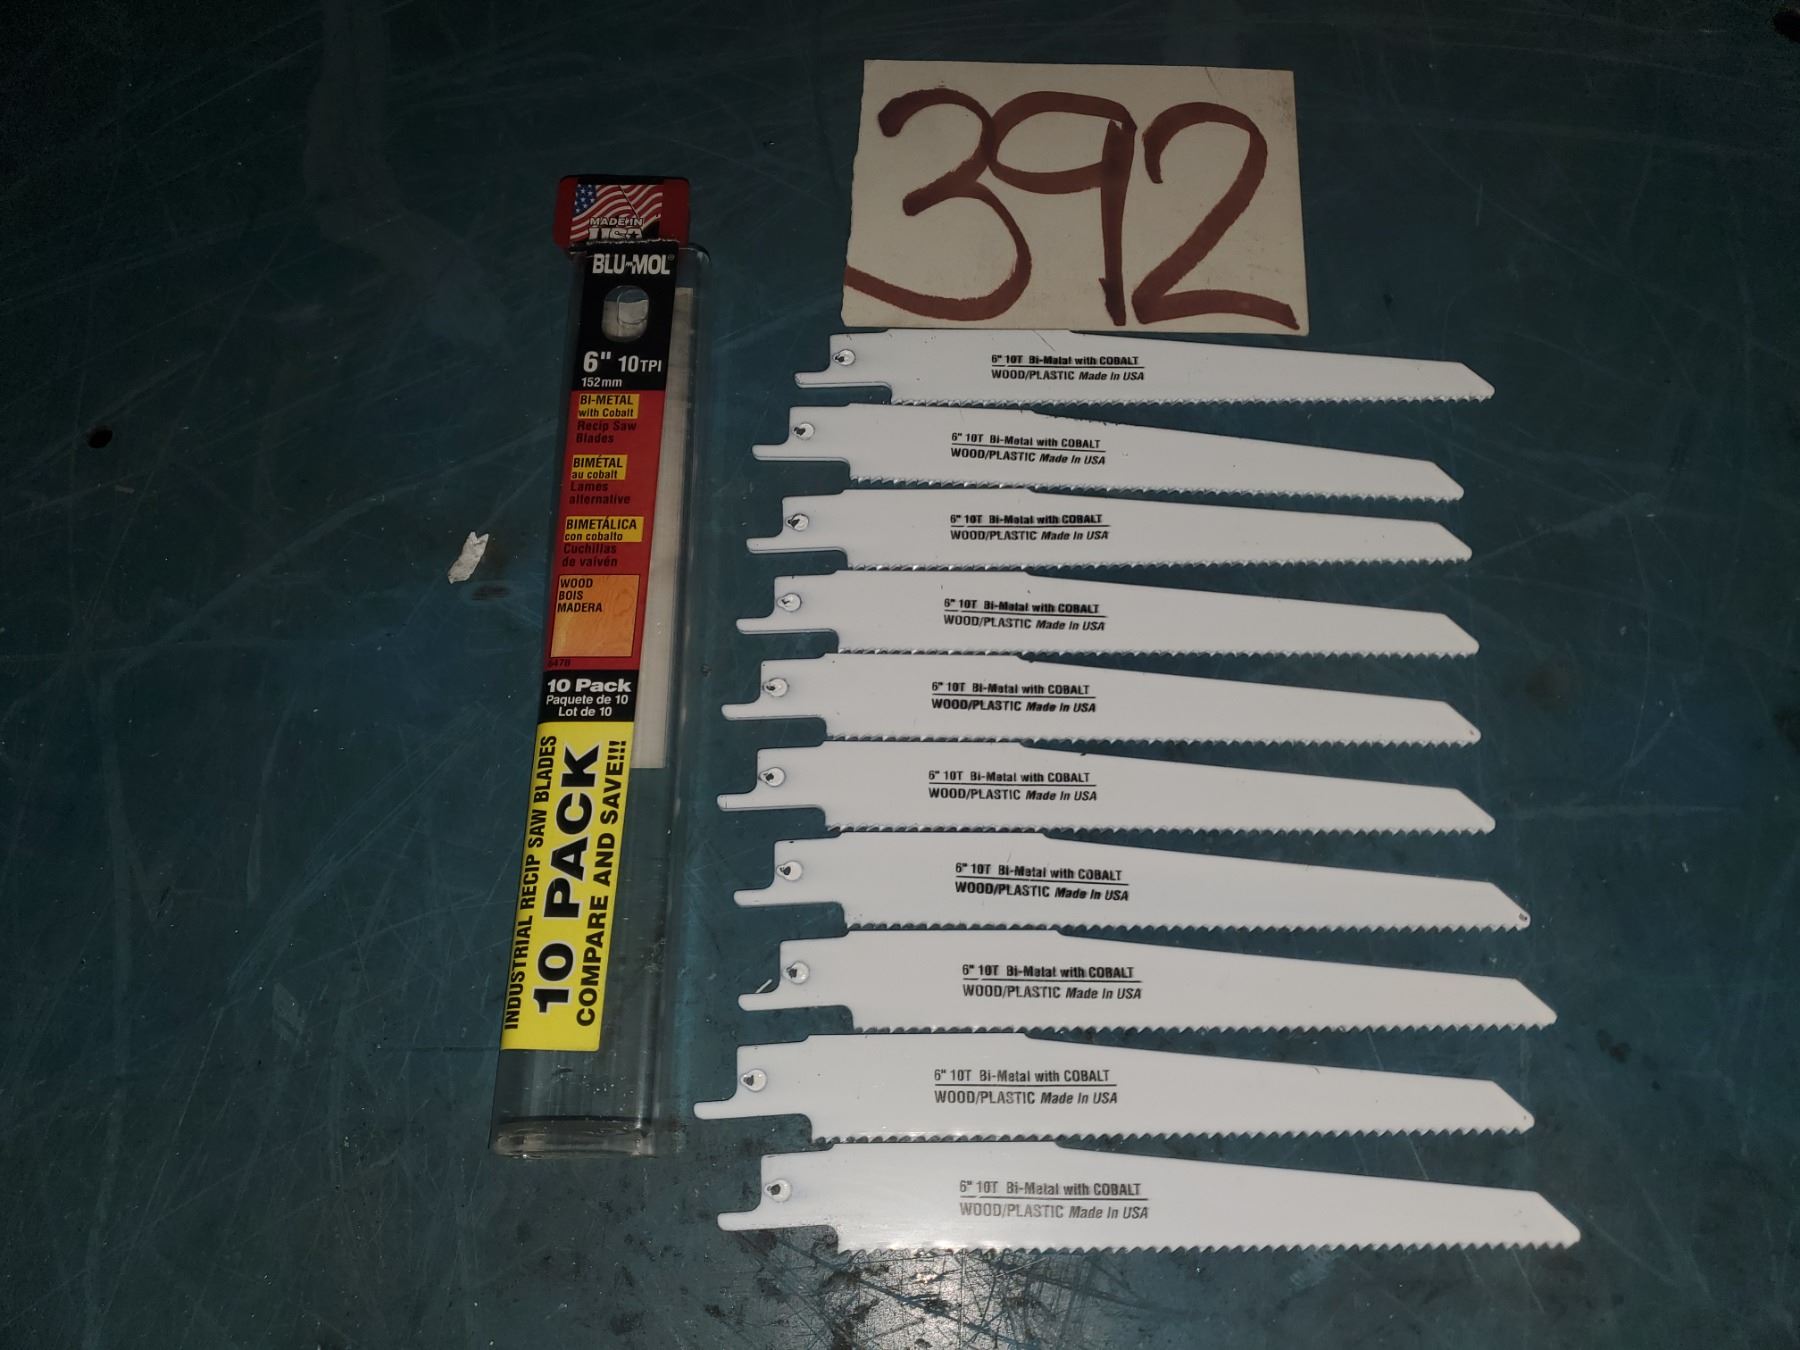 392
MADE IN
USA
BLU-MOL®
6" 10TPI
152mm
BI-METAL
with Cobalt
Recip Saw
Blades
BIMÉTAL
au cobalt
Lames
alternative
BIMETÁLICA
con cobalto
Cuchillas
de valvén
WOOD
BOIS
MADERA
6476
10 Pack
Paquete de 10
Lot de 10
INDUSTRIAL RECIP SAW BLADES
10 PACK
COMPARE AND SAVE!!!
6" 10T Bi-Metal with COBALT
WOOD/PLASTIC Made In USA
6" 10T Bi-Metal with COBALT
WOOD/PLASTIC Made In USA
6" 10T Bi-Metal with COBALT
WOOD/PLASTIC Made In USA
6" 10T Bi-Metal with COBALT
WOOD/PLASTIC Made In USA
6" 10T Bi-Metal with COBALT
WOOD/PLASTIC Made In USA
6" 10T Bi-Metal with COBALT
WOOD/PLASTIC Made In USA
6" 10T Bi-Metal with COBALT
WOOD/PLASTIC Made In USA
6" 10T Bi-Metal with COBALT
WOOD/PLASTIC Made In USA
6" 10T Bi-Metal with COBALT
WOOD/PLASTIC Made In USA
6" 10T Bi-Metal with COBALT
WOOD/PLASTIC Made In USA